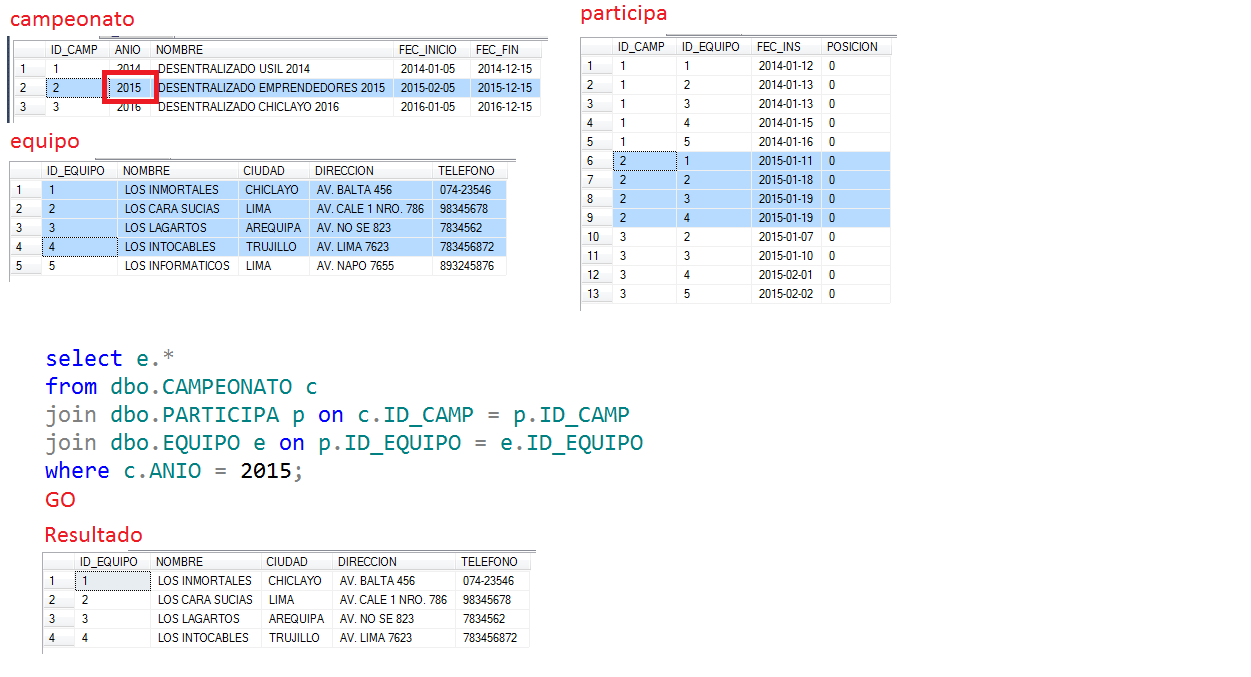 campeonato
ID_CAMP ANIO NOMBRE FEC_INICIO FEC_FIN
1 1 2014 DESENTRALIZADO USIL 2014 2014-01-05 2014-12-15
2 2 2015 DESENTRALIZADO EMPRENDEDORES 2015 2015-02-05 2015-12-15
3 3 2016 DESENTRALIZADO CHICLAYO 2016 2016-01-05 2016-12-15
equipo
ID_EQUIPO NOMBRE CIUDAD DIRECCION TELEFONO
1 1 LOS INMORTALES CHICLAYO AV. BALTA 456 074-23546
2 2 LOS CARA SUCIAS LIMA AV. CALE 1 NRO. 786 98345678
3 3 LOS LAGARTOS AREQUIPA AV. NO SE 823 7834562
4 4 LOS INTOCABLES TRUJILLO AV. LIMA 7623 783456872
5 5 LOS INFORMATICOS LIMA AV. NAPO 7655 893245876
participa
ID_CAMP ID_EQUIPO FEC_INS POSICION
1 1 1 2014-01-12 0
2 1 2 2014-01-13 0
3 1 3 2014-01-13 0
4 1 4 2014-01-15 0
5 1 5 2014-01-16 0
6 2 1 2015-01-11 0
7 2 2 2015-01-18 0
8 2 3 2015-01-19 0
9 2 4 2015-01-19 0
10 3 2 2015-01-07 0
11 3 3 2015-01-10 0
12 3 4 2015-02-01 0
13 3 5 2015-02-02 0
select e.*
from dbo.CAMPEONATO c
join dbo.PARTICIPA p on c.ID_CAMP = p.ID_CAMP
join dbo.EQUIPO e on p.ID_EQUIPO = e.ID_EQUIPO
where c.ANIO = 2015;
GO
Resultado
ID_EQUIPO NOMBRE CIUDAD DIRECCION TELEFONO
1 1 LOS INMORTALES CHICLAYO AV. BALTA 456 074-23546
2 2 LOS CARA SUCIAS LIMA AV. CALE 1 NRO. 786 98345678
3 3 LOS LAGARTOS AREQUIPA AV. NO SE 823 7834562
4 4 LOS INTOCABLES TRUJILLO AV. LIMA 7623 783456872